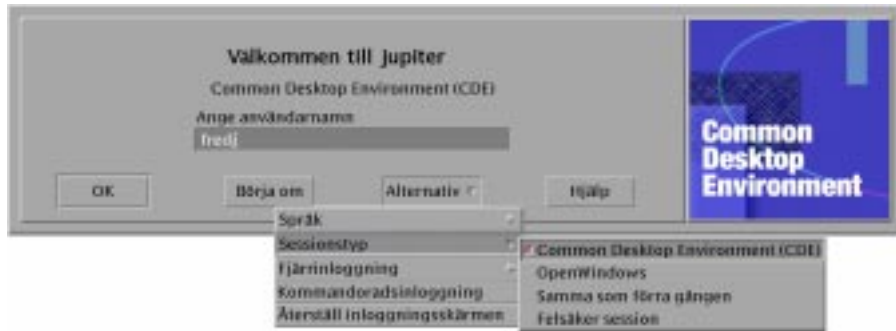 Välkommen till Jupiter
Common Desktop Environment (CDE)
Ange användarnamn
fredj
OK
Börja om
Alternativ
Hjälp
Common
Desktop
Environment
Språk
Sessionstyp
Fjärrinloggning
Kommandoradsinloggning
Återställ inloggningsskärmen
Common Desktop Environment (CDE)
OpenWindows
Samma som förra gången
Felsäker session